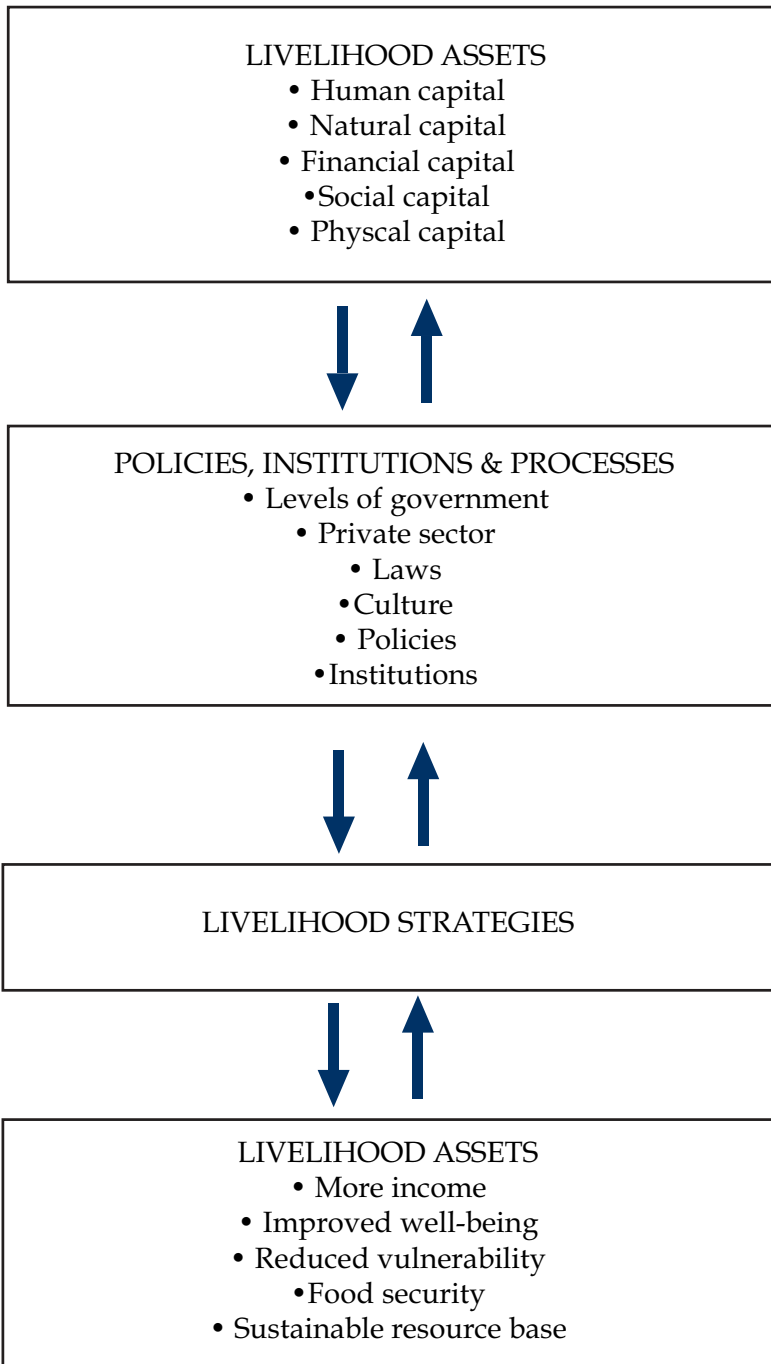 LIVELIHOOD ASSETS
• Human capital
• Natural capital
• Financial capital
•Social capital
• Physcal capital
POLICIES, INSTITUTIONS & PROCESSES
• Levels of government
• Private sector
• Laws
•Culture
• Policies
•Institutions
LIVELIHOOD STRATEGIES
LIVELIHOOD ASSETS
• More income
• Improved well-being
• Reduced vulnerability
•Food security
• Sustainable resource base